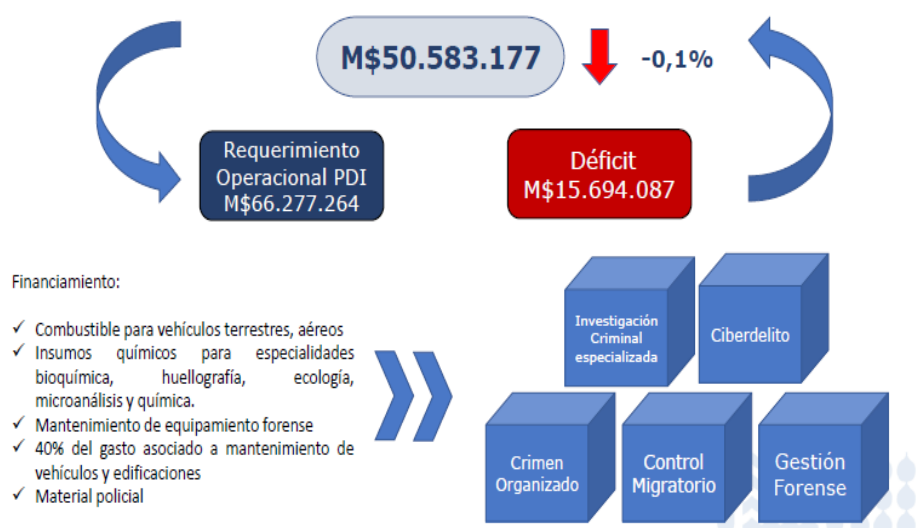 M$50.583.177
-0,1%
Requerimiento
Operacional PDI
M$66.277.264
Déficit
M$15.694.087
Financiamiento:
✓ Combustible para vehículos terrestres, aéreos
✓ Insumos químicos para especialidades
bioquímica, huellografía, ecología,
microanálisis y química.
✓ Mantenimiento de equipamiento forense
✓ 40% del gasto asociado a mantenimiento de
vehículos y edificaciones
✓ Material policial
Investigación
Criminal
especializada
Ciberdelito
Crimen
Organizado
Control
Migratorio
Gestión
Forense